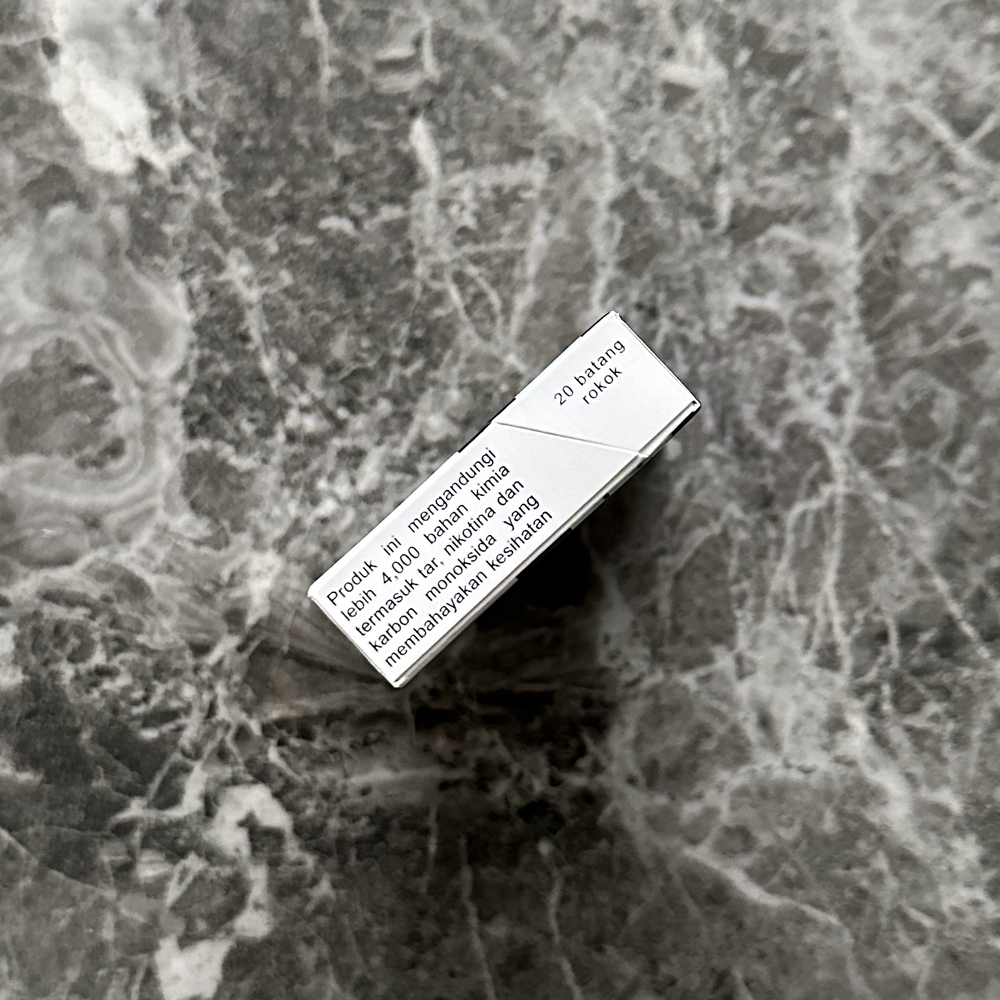 20 batang
rokok
Produk ini mengandungi
lebih 4,000 bahan kimia
termasuk tar, nikotina dan
karbon monoksida yang
membahayakan kesihatan